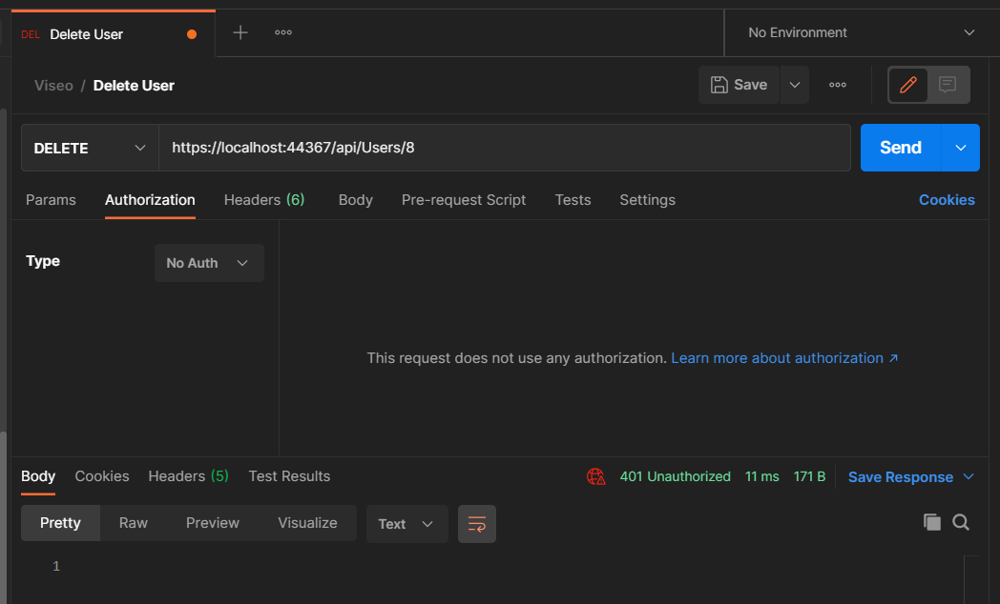 DEL Delete User
No Environment
Viseo / Delete User
Save
DELETE
https://localhost:44367/api/Users/8
Send
Params Authorization Headers (6) Body Pre-request Script Tests Settings Cookies
Type
No Auth
This request does not use any authorization. Learn more about authorization ↗
Body Cookies Headers (5) Test Results
401 Unauthorized 11 ms 171 B Save Response
Pretty Raw Preview Visualize Text
1